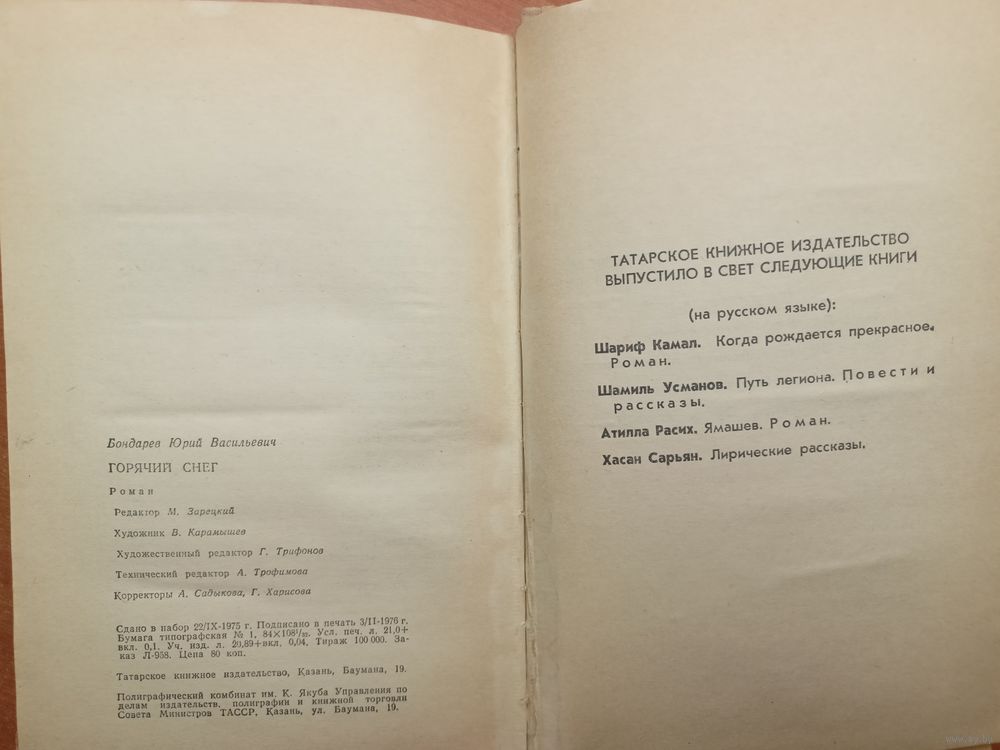 Бондарев Юрий Васильевич
ГОРЯЧИЙ СНЕГ
Роман
Редактор М. Зарецкий
Художник В. Карамышев
Художественный редактор Г. Трифонов
Технический редактор А. Трофимова
Корректоры А. Садыкова, Г. Харисова
Сдано в набор 22/IX-1975 г. Подписано в печать 3/II-1976 г.
Бумага типографская № 1. 84×108¹/₃₂. Усл. печ. л. 21,0+
вкл. 0,1. Уч. изд. л. 20,89+вкл. 0,04. Тираж 100 000. За-
каз Л-958. Цена 80 коп.
Татарское книжное издательство, Казань, Баумана, 19.
Полиграфический комбинат им. К. Якуба Управления по
делам издательств, полиграфии и книжной торговли
Совета Министров ТАССР, Казань, ул. Баумана, 19.
ТАТАРСКОЕ КНИЖНОЕ ИЗДАТЕЛЬСТВО
ВЫПУСТИЛО В СВЕТ СЛЕДУЮЩИЕ КНИГИ
(на русском языке):
Шариф Камал. Когда рождается прекрасное.
Роман.
Шамиль Усманов. Путь легиона. Повести и
рассказы.
Атилла Расих. Ямашев. Роман.
Хасан Сарьян. Лирические рассказы.